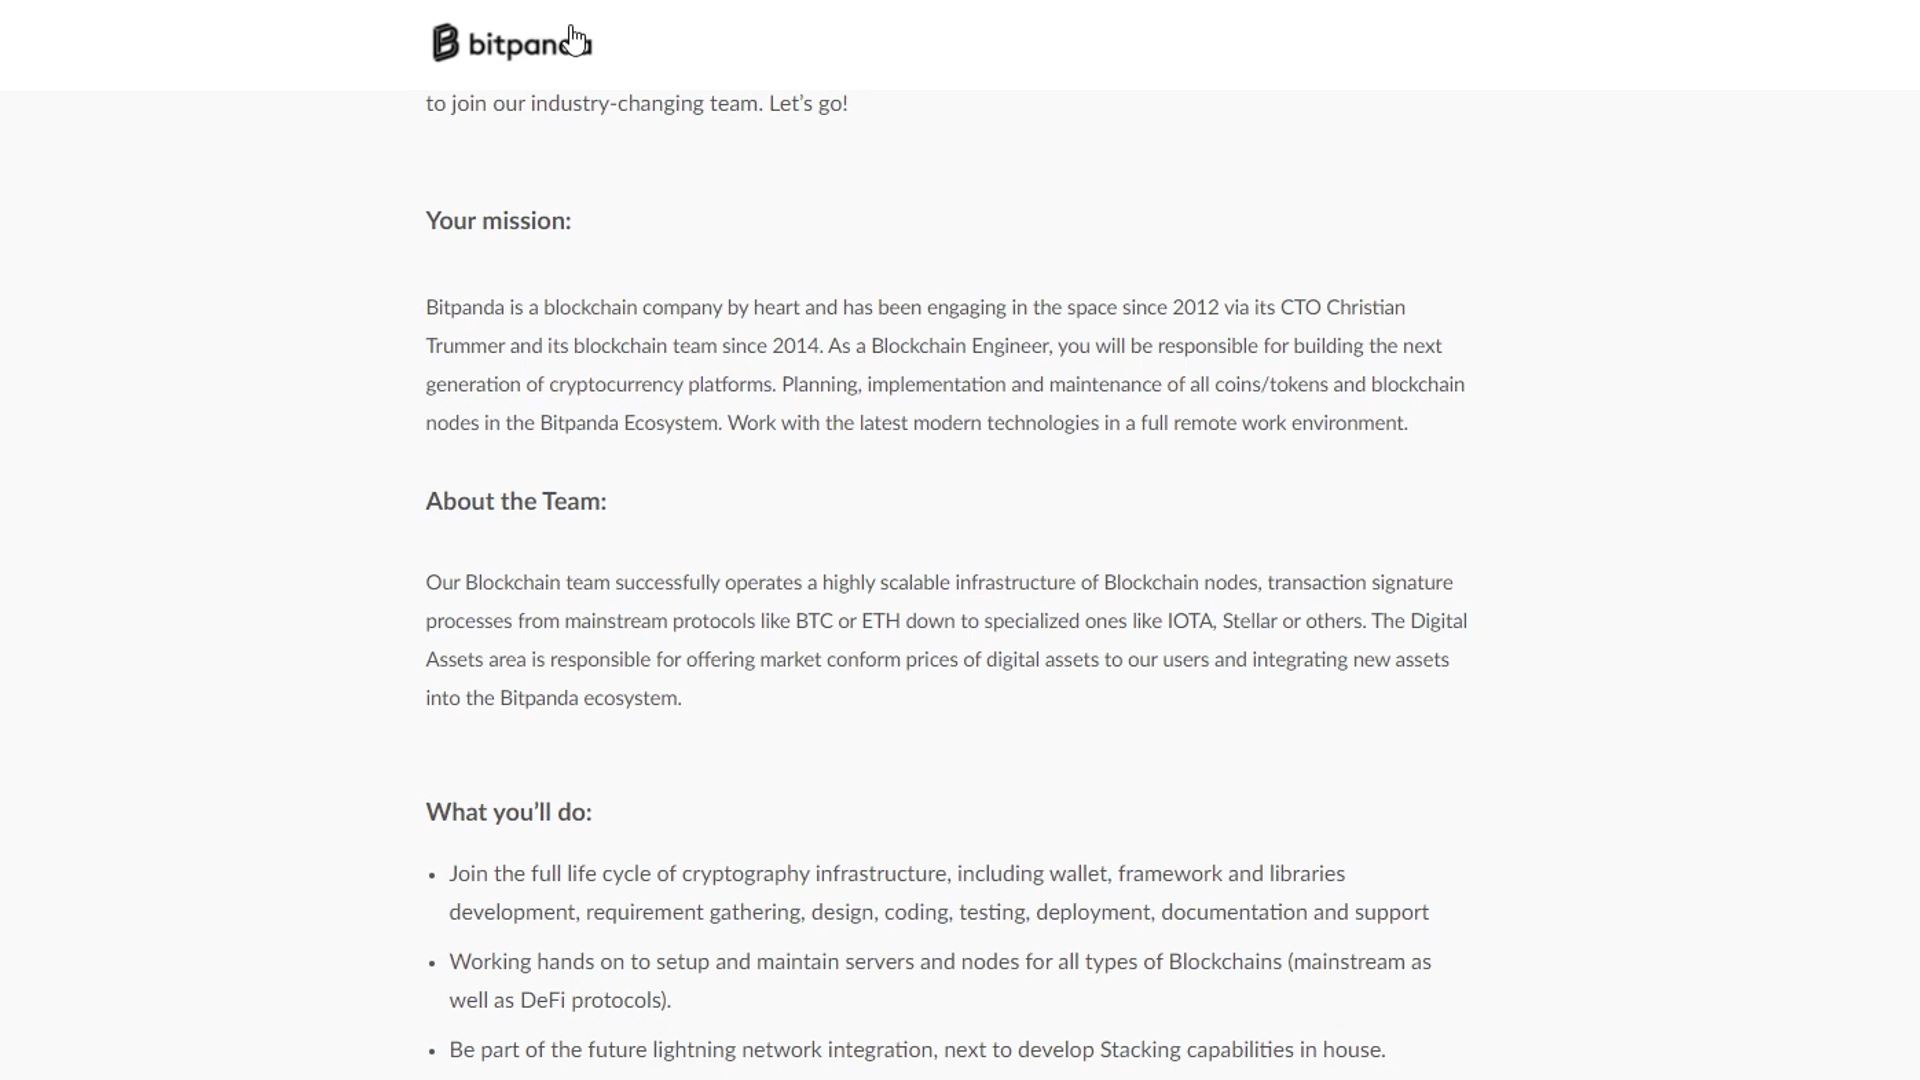 bitpanda
to join our industry-changing team. Let’s go!
Your mission:
Bitpanda is a blockchain company by heart and has been engaging in the space since 2012 via its CTO Christian
Trummer and its blockchain team since 2014. As a Blockchain Engineer, you will be responsible for building the next
generation of cryptocurrency platforms. Planning, implementation and maintenance of all coins/tokens and blockchain
nodes in the Bitpanda Ecosystem. Work with the latest modern technologies in a full remote work environment.
About the Team:
Our Blockchain team successfully operates a highly scalable infrastructure of Blockchain nodes, transaction signature
processes from mainstream protocols like BTC or ETH down to specialized ones like IOTA, Stellar or others. The Digital
Assets area is responsible for offering market conform prices of digital assets to our users and integrating new assets
into the Bitpanda ecosystem.
What you’ll do:
• Join the full life cycle of cryptography infrastructure, including wallet, framework and libraries
development, requirement gathering, design, coding, testing, deployment, documentation and support
• Working hands on to setup and maintain servers and nodes for all types of Blockchains (mainstream as
well as DeFi protocols).
• Be part of the future lightning network integration, next to develop Stacking capabilities in house.